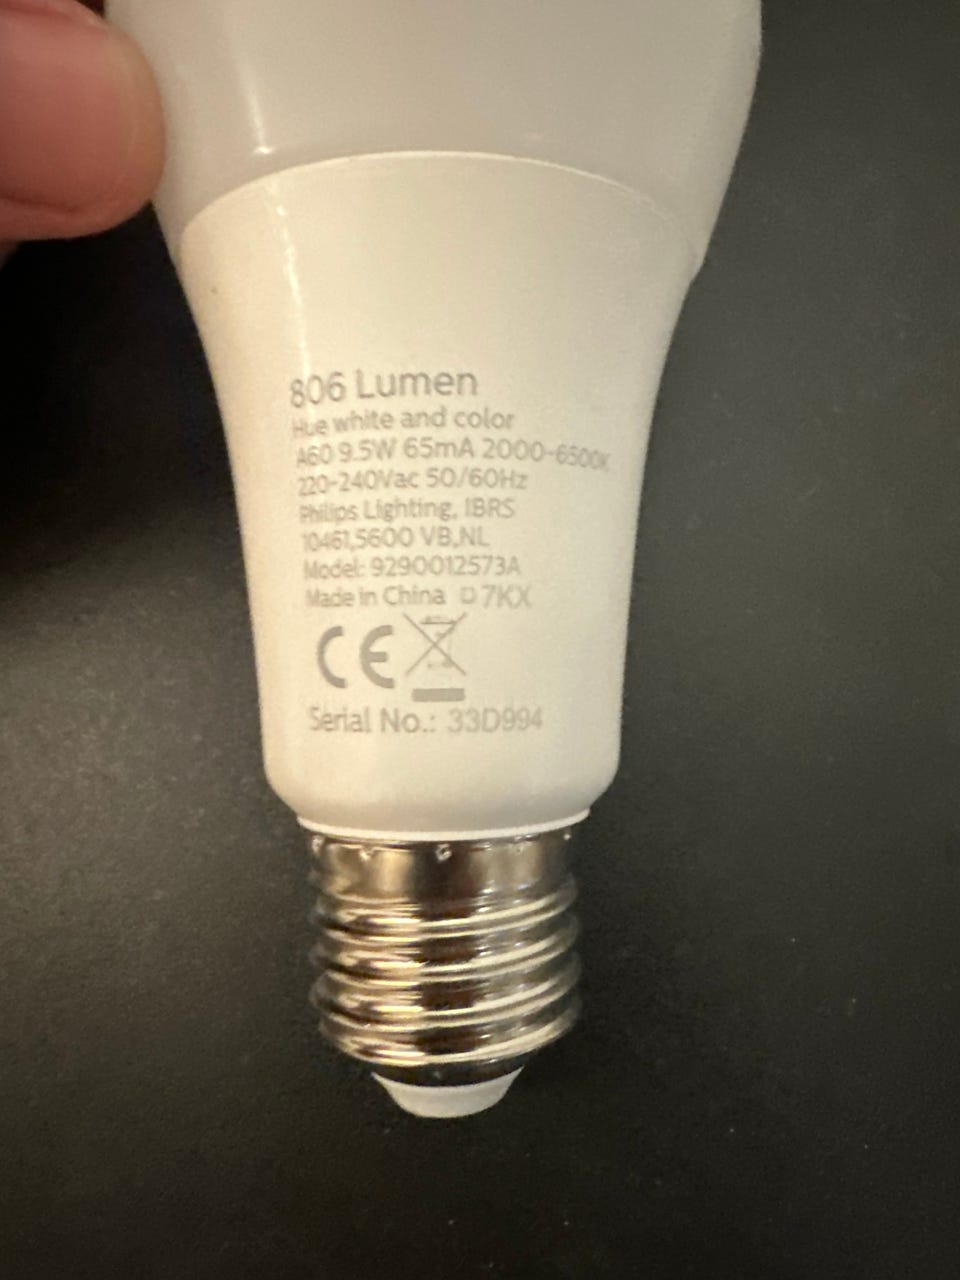 806 Lumen
Hue white and color
A60 9.5W 65mA 2000-6500K
220-240Vac 50/60Hz
Philips Lighting, IBRS
10461,5600 VB,NL
Model: 9290012573A
Made in China 7KX
CE
Serial No.: 33D994